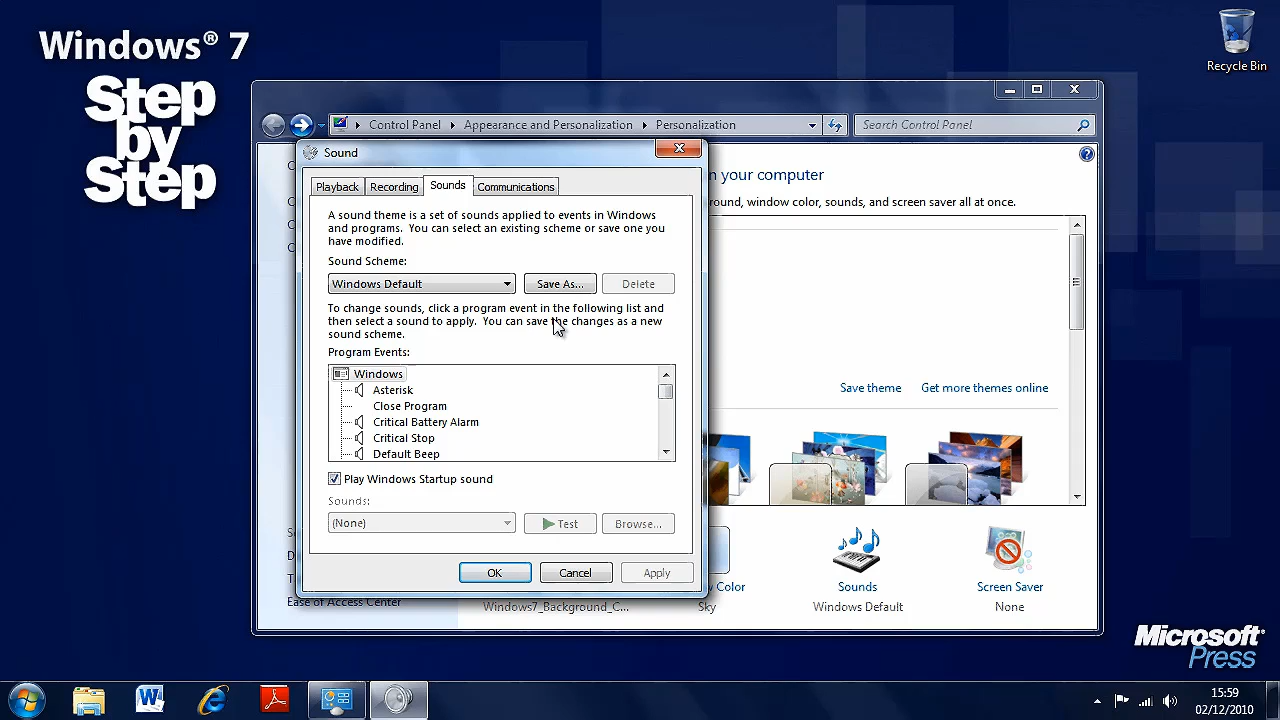 Windows® 7
Step
by
Step
Recycle Bin
Control Panel
Appearance and Personalization
Personalization
Search Control Panel
Sound
n your computer
Playback
Recording
Sounds
Communications
round, window color, sounds, and screen saver all at once.
A sound theme is a set of sounds applied to events in Windows
and programs. You can select an existing scheme or save one you
have modified.
Sound Scheme:
Windows Default
Save As...
Delete
To change sounds, click a program event in the following list and
then select a sound to apply. You can save the changes as a new
sound scheme.
Program Events:
Windows
Asterisk
Close Program
Critical Battery Alarm
Critical Stop
Default Beep
Save theme
Get more themes online
Play Windows Startup sound
Sounds:
(None)
Test
Browse...
OK
Cancel
Apply
y Color
Sky
Sounds
Windows Default
Screen Saver
None
Ease of Access Center
Windows7_Background_C...
Microsoft®
Press
15:59
02/12/2010